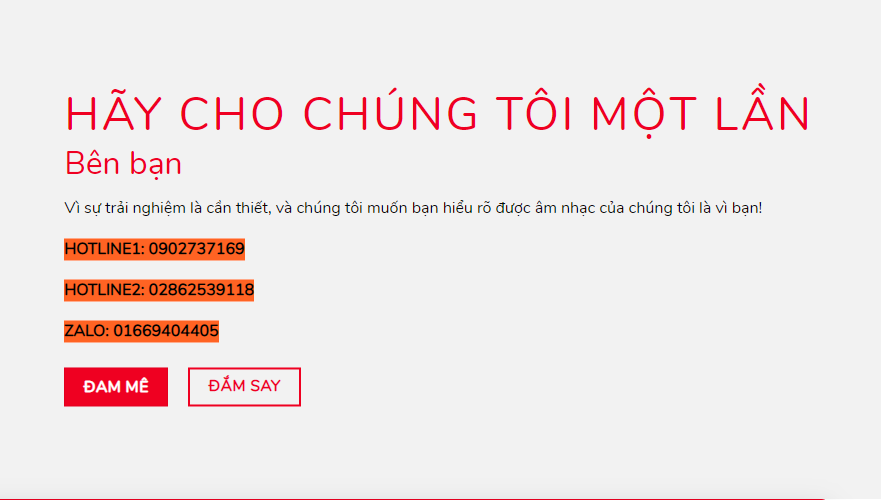 HÃY CHO CHÚNG TÔI MỘT LẦN
Bên bạn
Vì sự trải nghiệm là cần thiết, và chúng tôi muốn bạn hiểu rõ được âm nhạc của chúng tôi là vì bạn!
HOTLINE1: 0902737169
HOTLINE2: 02862539118
ZALO: 01669404405
ĐAM MÊ ĐẮM SAY